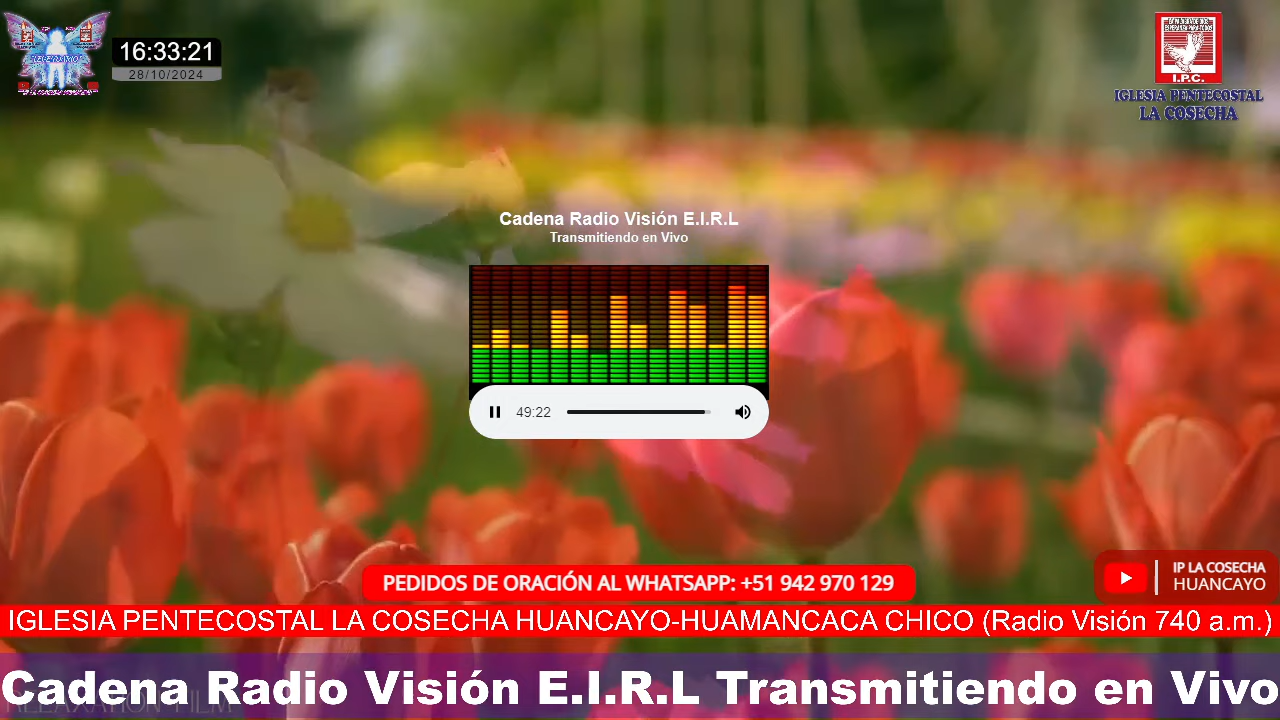 16:33:21
28/10/2024
I.P.C.
IGLESIA PENTECOSTAL
LA COSECHA
Cadena Radio Visión E.I.R.L
Transmitiendo en Vivo
49:22
PEDIDOS DE ORACIÓN AL WHATSAPP: +51 942 970 129
IP LA COSECHA
HUANCAYO
IGLESIA PENTECOSTAL LA COSECHA HUANCAYO-HUAMANCACA CHICO (Radio Visión 740 a.m.)
Cadena Radio Visión E.I.R.L Transmitiendo en Vivo
RELAXATION FILM